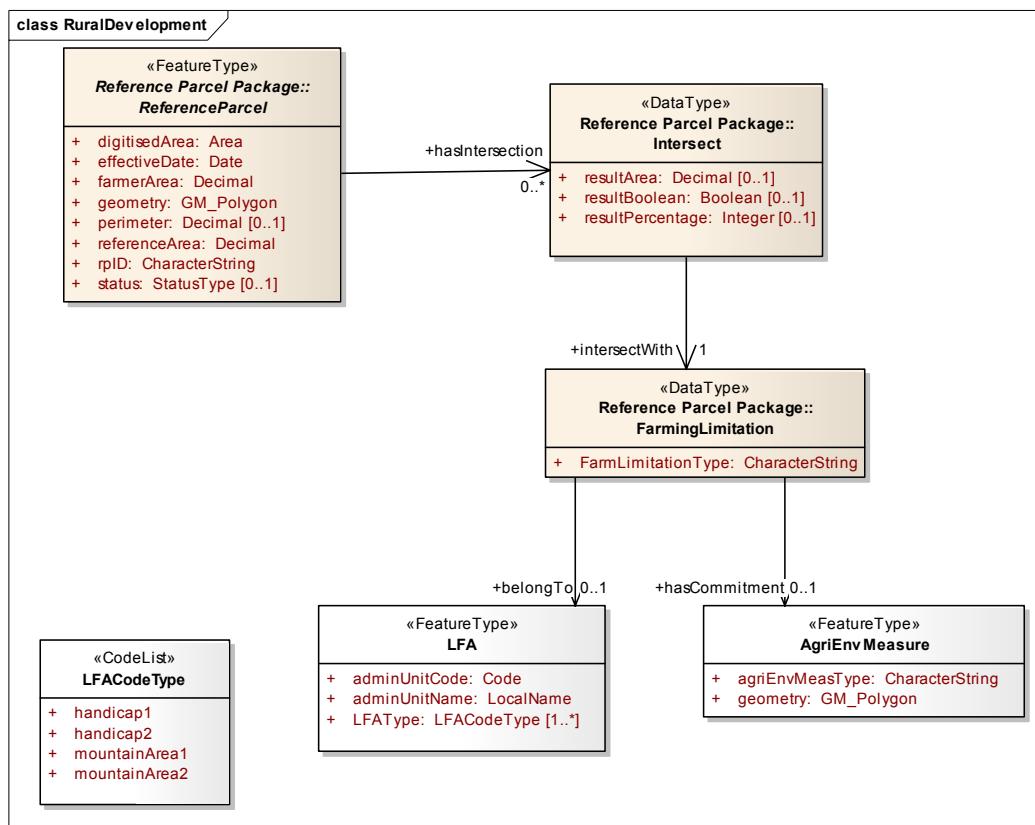 class RuralDevelopment
«FeatureType»
Reference Parcel Package::
ReferenceParcel
+ digitisedArea: Area
+ effectiveDate: Date
+ farmerArea: Decimal
+ geometry: GM_Polygon
+ perimeter: Decimal [0..1]
+ referenceArea: Decimal
+ rpID: CharacterString
+ status: StatusType [0..1]
+hasIntersection
0..*
«DataType»
Reference Parcel Package::
Intersect
+ resultArea: Decimal [0..1]
+ resultBoolean: Boolean [0..1]
+ resultPercentage: Integer [0..1]
+intersectWith 1
«DataType»
Reference Parcel Package::
FarmingLimitation
+ FarmLimitationType: CharacterString
+belongTo 0..1
+hasCommitment 0..1
«FeatureType»
LFA
+ adminUnitCode: Code
+ adminUnitName: LocalName
+ LFAType: LFACodeType [1..*]
«FeatureType»
AgriEnvMeasure
+ agriEnvMeasType: CharacterString
+ geometry: GM_Polygon
«CodeList»
LFACodeType
+ handicap1
+ handicap2
+ mountainArea1
+ mountainArea2